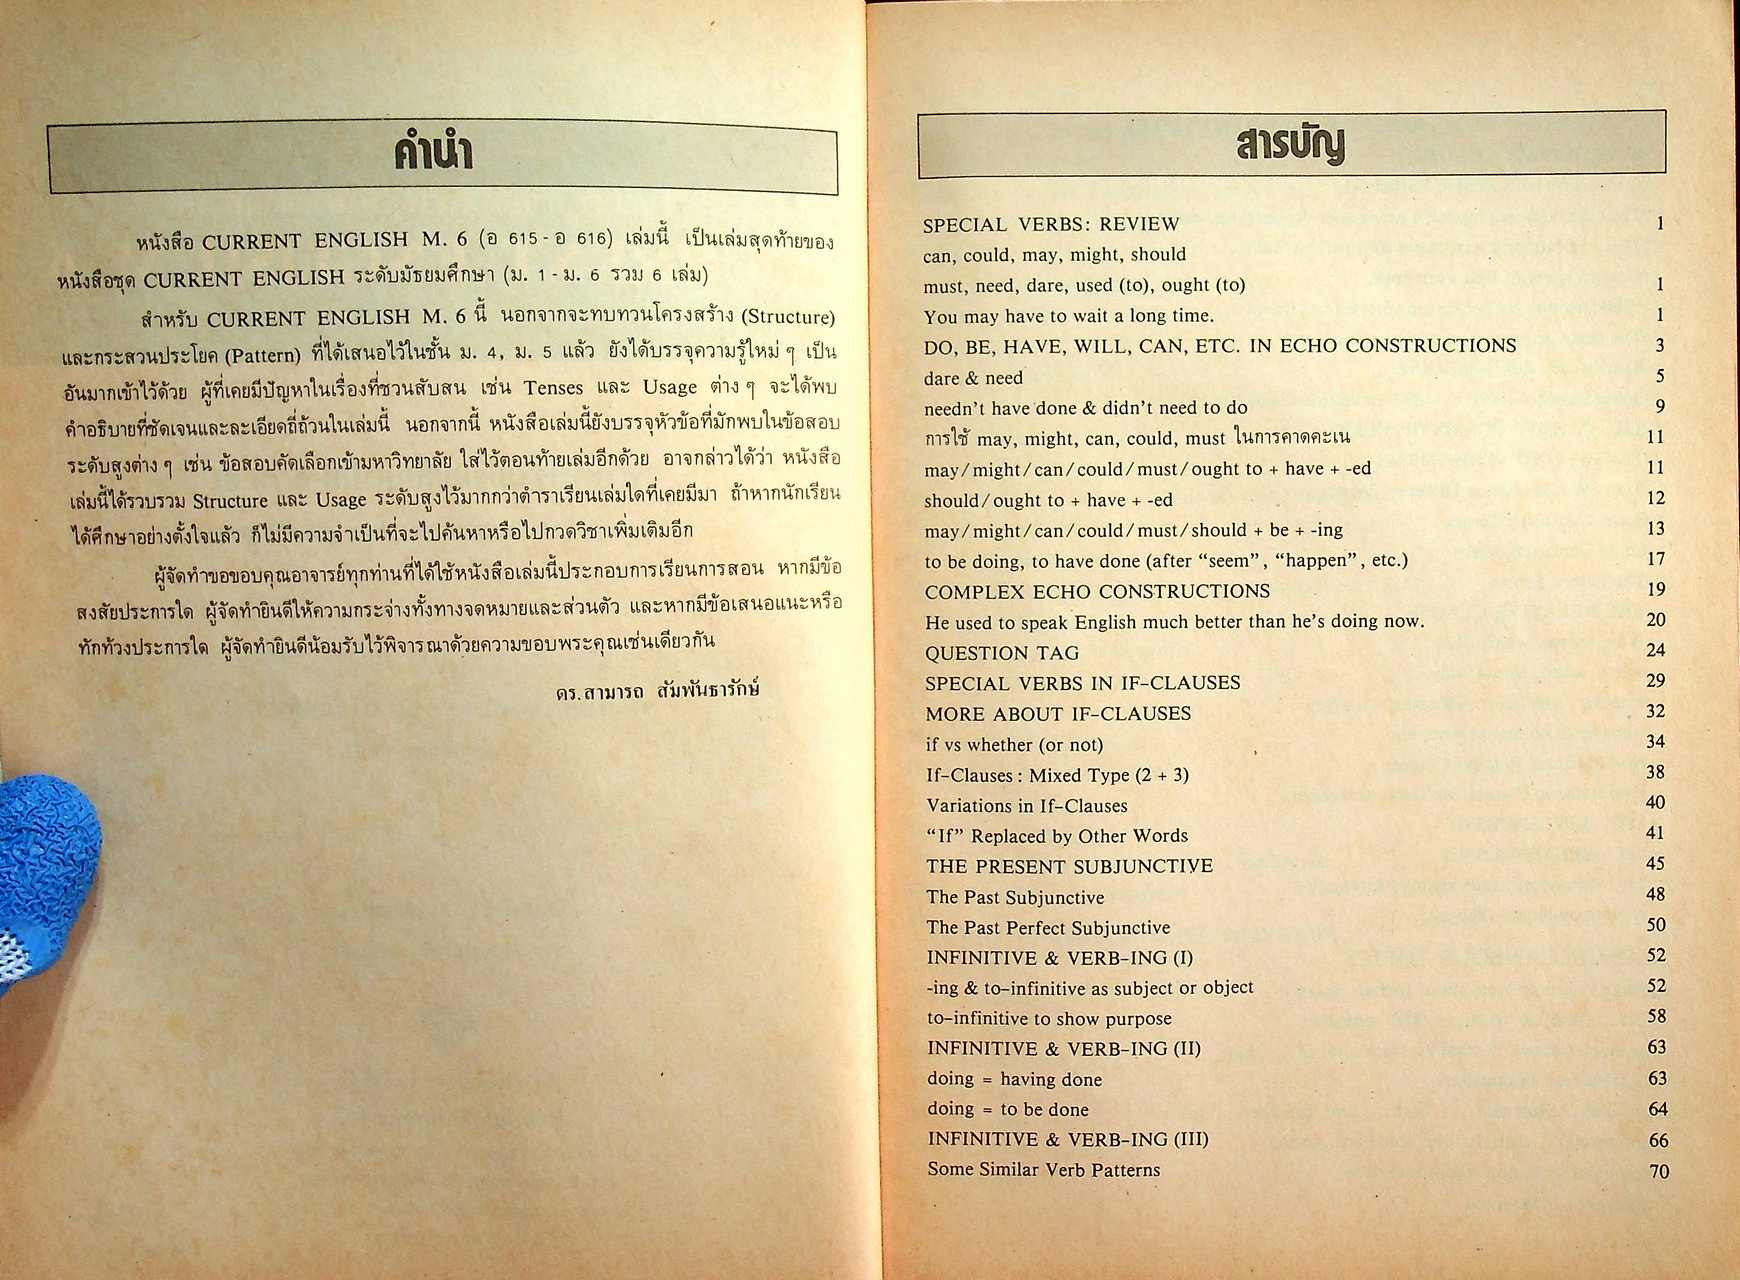 คำนำ
หนังสือ CURRENT ENGLISH M. 6 (อ 615 - อ 616) เล่มนี้ เป็นเล่มสุดท้ายของ
หนังสือชุด CURRENT ENGLISH ระดับมัธยมศึกษา (ม. 1 - ม. 6 รวม 6 เล่ม)
สำหรับ CURRENT ENGLISH M. 6 นี้ นอกจากจะทบทวนโครงสร้าง (Structure)
และกระสวนประโยค (Pattern) ที่ได้เสนอไว้ในชั้น ม. 4, ม. 5 แล้ว ยังได้บรรจุความรู้ใหม่ ๆ เป็น
อันมากเข้าไว้ด้วย ผู้ที่เคยมีปัญหาในเรื่องที่ชวนสับสน เช่น Tenses และ Usage ต่าง ๆ จะได้พบ
คำอธิบายที่ชัดเจนและละเอียดถี่ถ้วนในเล่มนี้ นอกจากนี้ หนังสือเล่มนี้ยังบรรจุหัวข้อที่มักพบในข้อสอบ
ระดับสูงต่าง ๆ เช่น ข้อสอบคัดเลือกเข้ามหาวิทยาลัย ใส่ไว้ตอนท้ายเล่มอีกด้วย อาจกล่าวได้ว่า หนังสือ
เล่มนี้ได้รวบรวม Structure และ Usage ระดับสูงไว้มากกว่าตำราเรียนเล่มใดที่เคยมีมา ถ้าหากนักเรียน
ได้ศึกษาอย่างตั้งใจแล้ว ก็ไม่มีความจำเป็นที่จะไปค้นหาหรือไปกวดวิชาเพิ่มเติมอีก
ผู้จัดทำขอขอบคุณอาจารย์ทุกท่านที่ได้ใช้หนังสือเล่มนี้ประกอบการเรียนการสอน หากมีข้อ
สงสัยประการใด ผู้จัดทำยินดีให้ความกระจ่างทั้งทางจดหมายและส่วนตัว และหากมีข้อเสนอแนะหรือ
ทักท้วงประการใด ผู้จัดทำยินดีน้อมรับไว้พิจารณาด้วยความขอบพระคุณเช่นเดียวกัน
ดร.สามารถ สัมพันธารักษ์
สารบัญ
SPECIAL VERBS: REVIEW 1
can, could, may, might, should
must, need, dare, used (to), ought (to) 1
You may have to wait a long time. 1
DO, BE, HAVE, WILL, CAN, ETC. IN ECHO CONSTRUCTIONS 3
dare & need 5
needn't have done & didn't need to do 9
การใช้ may, might, can, could, must ในการคาดคะเน 11
may/might/can/could/must/ought to + have + -ed 11
should/ought to + have + -ed 12
may/might/can/could/must/should + be + -ing 13
to be doing, to have done (after “seem”, “happen”, etc.) 17
COMPLEX ECHO CONSTRUCTIONS 19
He used to speak English much better than he's doing now. 20
QUESTION TAG 24
SPECIAL VERBS IN IF-CLAUSES 29
MORE ABOUT IF-CLAUSES 32
if vs whether (or not) 34
If-Clauses : Mixed Type (2 + 3) 38
Variations in If-Clauses 40
“If” Replaced by Other Words 41
THE PRESENT SUBJUNCTIVE 45
The Past Subjunctive 48
The Past Perfect Subjunctive 50
INFINITIVE & VERB-ING (I) 52
-ing & to-infinitive as subject or object 52
to-infinitive to show purpose 58
INFINITIVE & VERB-ING (II) 63
doing = having done 63
doing = to be done 64
INFINITIVE & VERB-ING (III) 66
Some Similar Verb Patterns 70